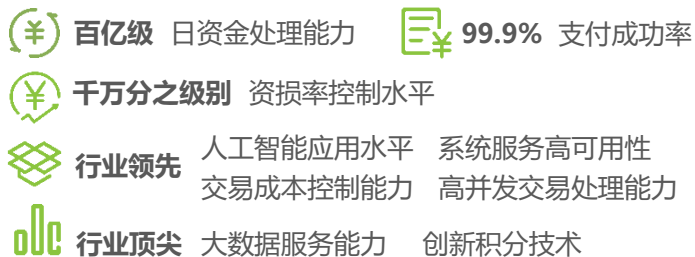 百亿级 日资金处理能力 99.9% 支付成功率
千万分之级别 资损率控制水平
行业领先
人工智能应用水平 系统服务高可用性
交易成本控制能力 高并发交易处理能力
行业顶尖 大数据服务能力 创新积分技术